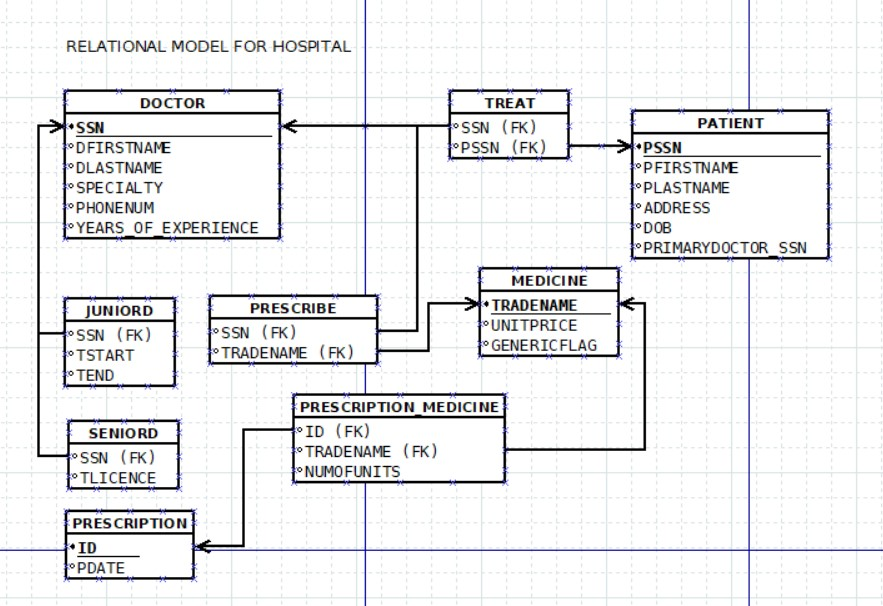 RELATIONAL MODEL FOR HOSPITAL
DOCTOR
SSN
DFIRSTNAME
DLASTNAME
SPECIALTY
PHONENUM
YEARS_OF_EXPERIENCE
TREAT
SSN (FK)
PSSN (FK)
PATIENT
PSSN
PFIRSTNAME
PLASTNAME
ADDRESS
DOB
PRIMARYDOCTOR_SSN
JUNIORD
SSN (FK)
TSTART
TEND
PRESCRIBE
SSN (FK)
TRADENAME (FK)
MEDICINE
TRADENAME
UNITPRICE
GENERICFLAG
SENIORD
SSN (FK)
TLICENCE
PRESCRIPTION_MEDICINE
ID (FK)
TRADENAME (FK)
NUMOFUNITS
PRESCRIPTION
ID
PDATE